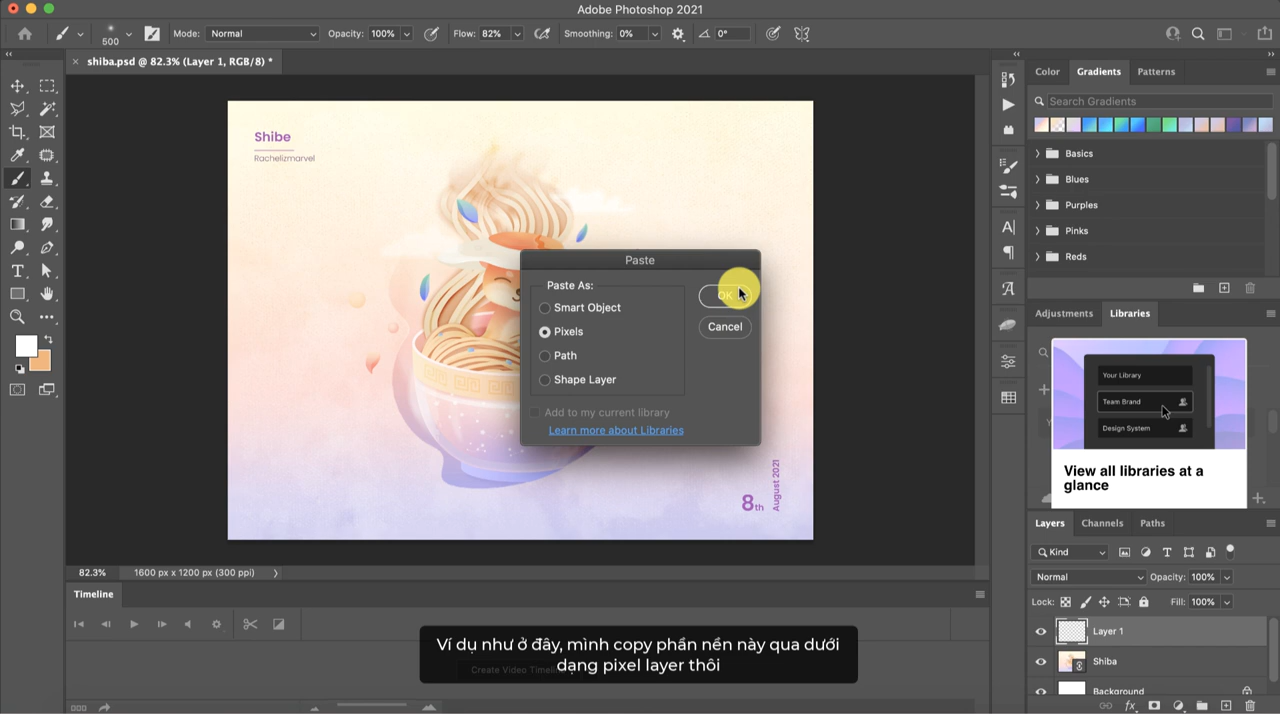 Adobe Photoshop 2021
500
Mode: Normal
Opacity: 100%
Flow: 82%
Smoothing: 0%
0°
shiba.psd @ 82.3% (Layer 1, RGB/8) *
Shibe
Rachelizmarvel
8th
August 2021
Paste
Paste As:
Smart Object
Pixels
Path
Shape Layer
OK
Cancel
Add to my current library
Learn more about Libraries
82.3%
1600 px x 1200 px (300 ppi)
Timeline
Ví dụ như ở đây, mình copy phần nền này qua dưới
dạng pixel layer thôi
Color
Gradients
Patterns
Search Gradients
Basics
Blues
Purples
Pinks
Reds
Adjustments
Libraries
Your Library
Team Brand
Design System
View all libraries at a
glance
Layers
Channels
Paths
Kind
Normal
Opacity: 100%
Lock:
Fill: 100%
Layer 1
Shiba
Background
fx